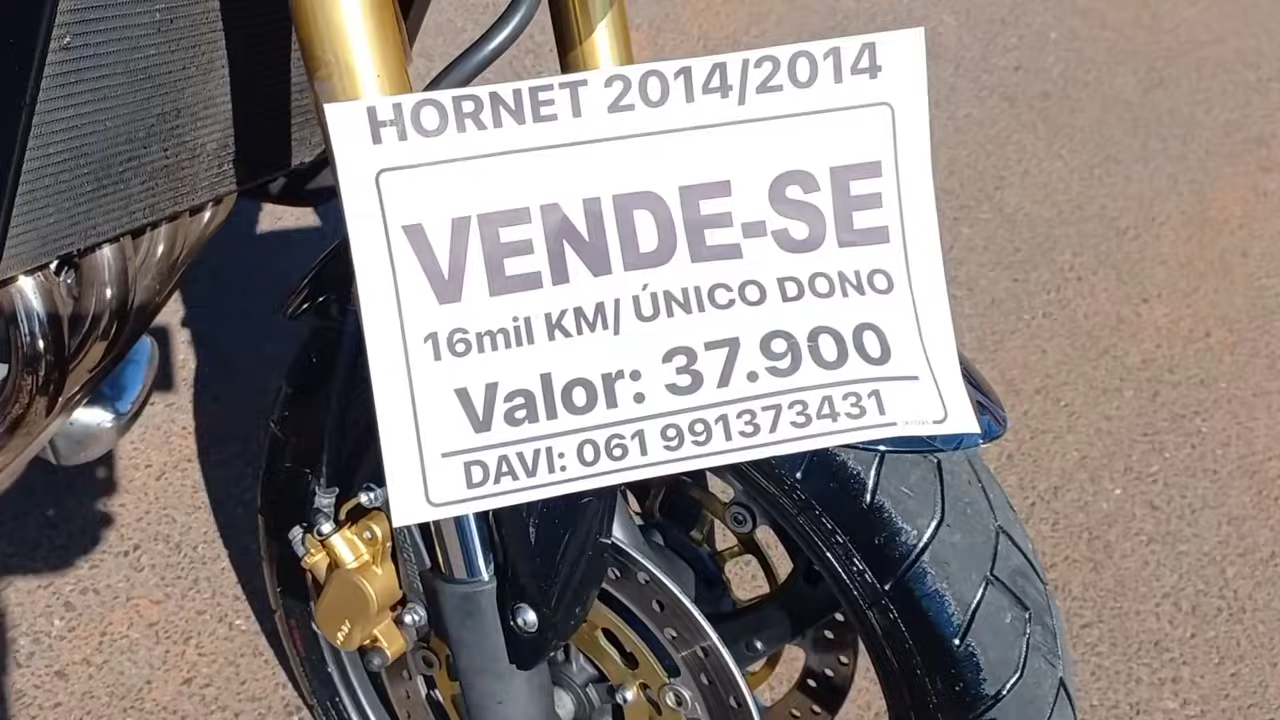 HORNET 2014/2014
VENDE-SE
16mil KM/ ÚNICO DONO
Valor: 37.900
DAVI: 061 991373431